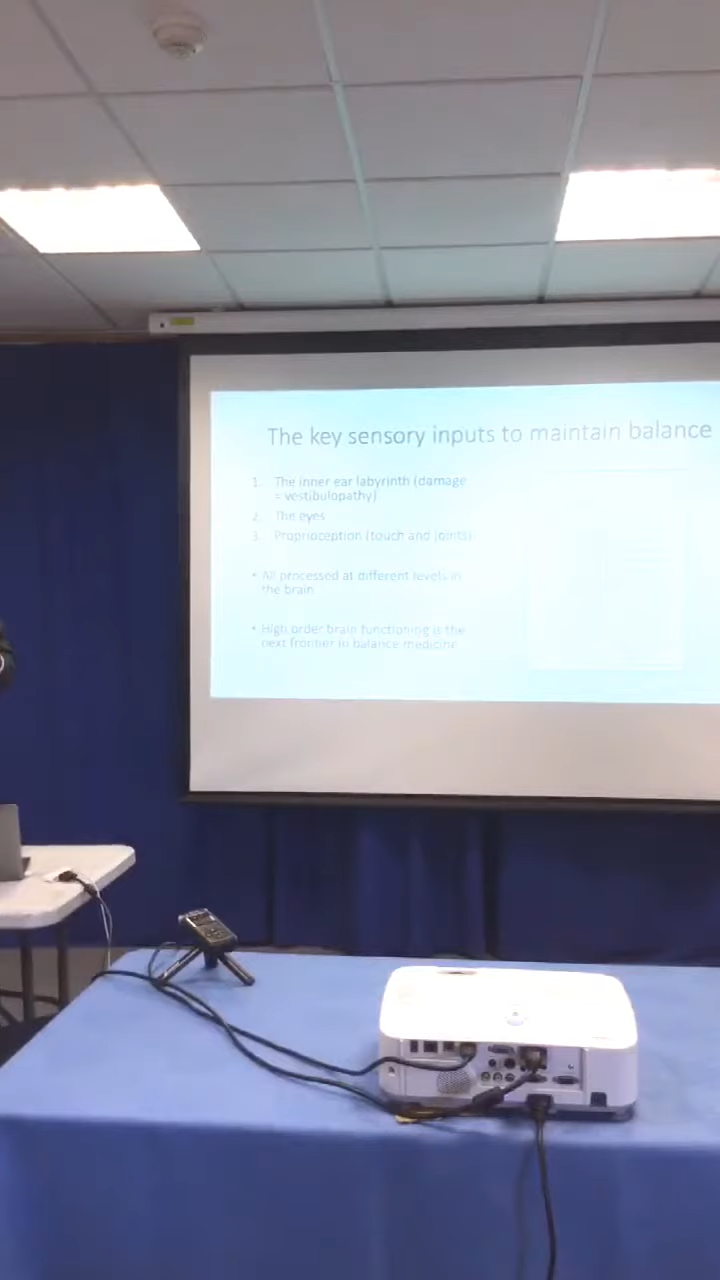 The key sensory inputs to maintain balance
1. The inner ear labyrinth (damage
= vestibulopathy)
2. The eyes
3. Proprioception (touch and joints)
• All processed at different levels in
the brain
• High order brain functioning is the
next frontier in balance medicine